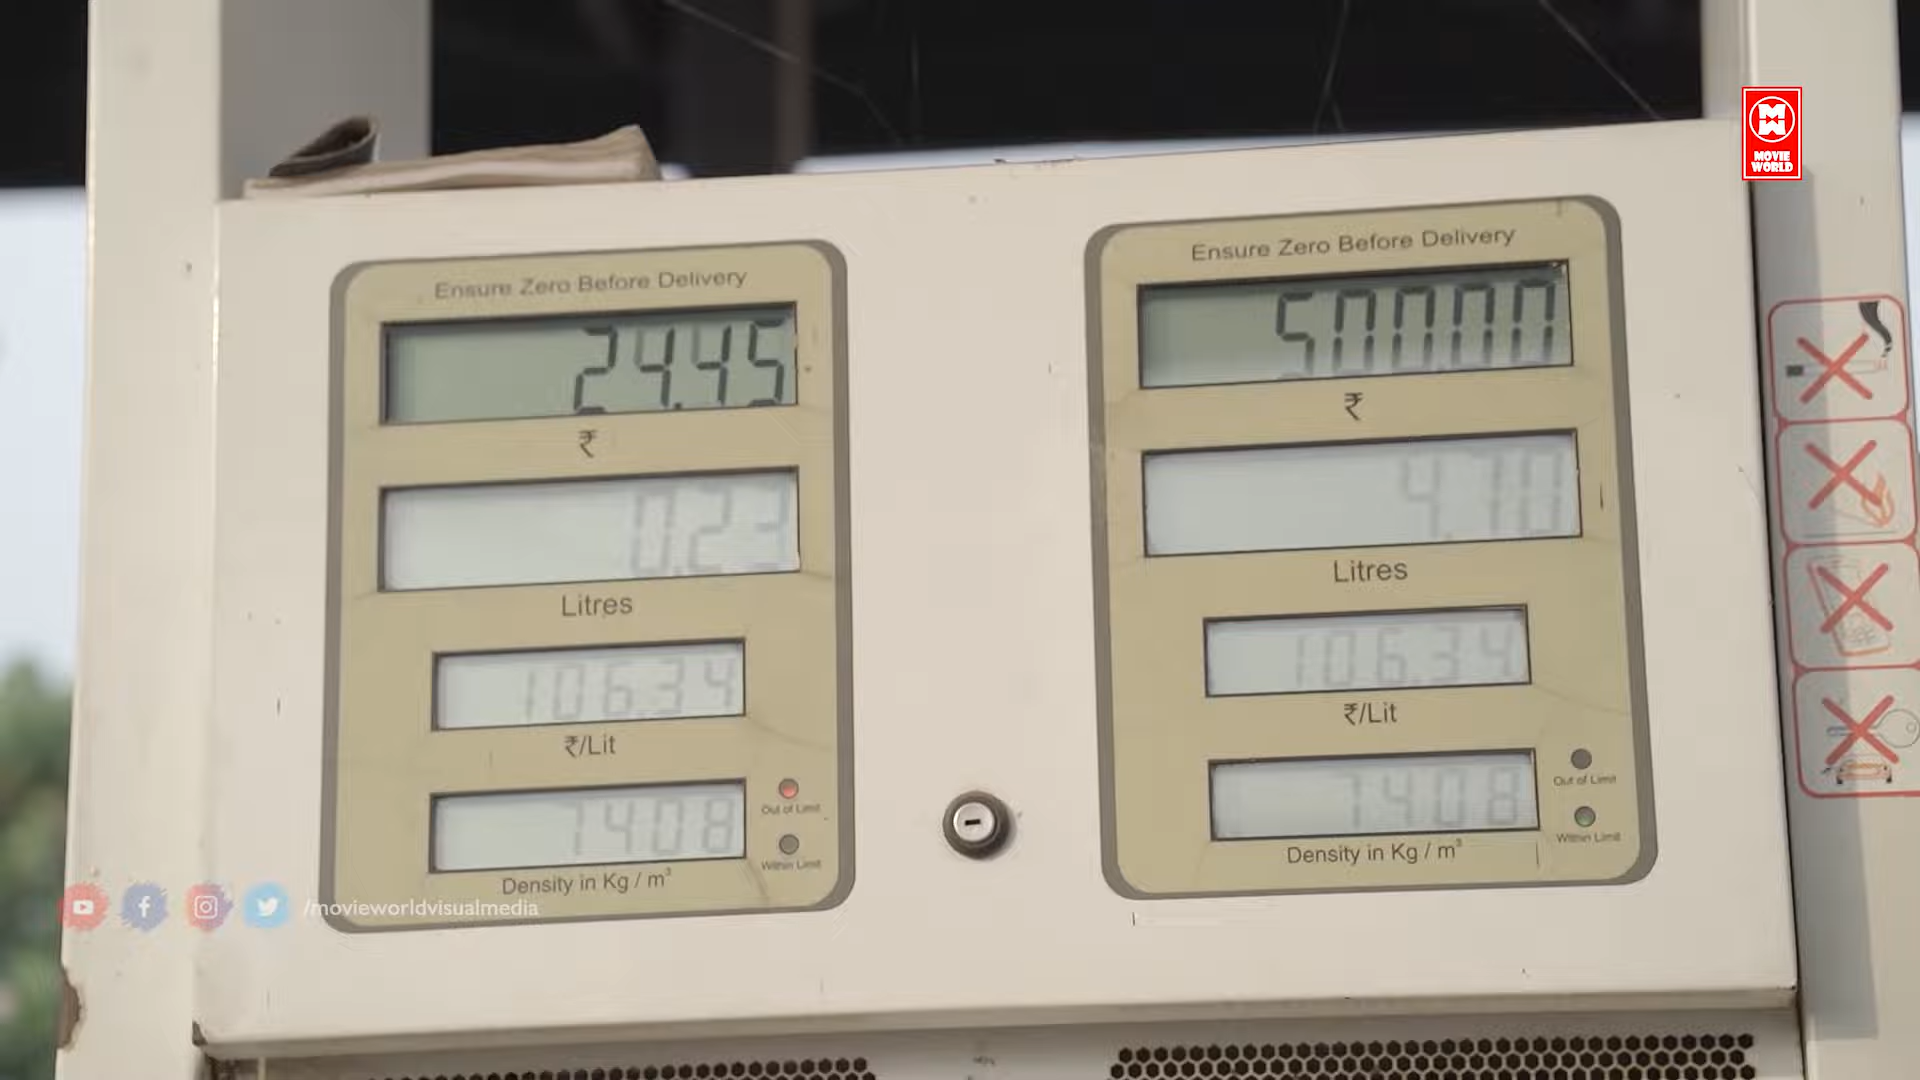 MOVIE
WORLD
Ensure Zero Before Delivery
24.45
₹
0.23
Litres
106.34
₹/Lit
740.8
Out of Limit
Within Limit
Density in Kg / m³
Ensure Zero Before Delivery
500.00
₹
4.70
Litres
106.34
₹/Lit
740.8
Out of Limit
Within Limit
Density in Kg / m³
/movieworldvisualmedia